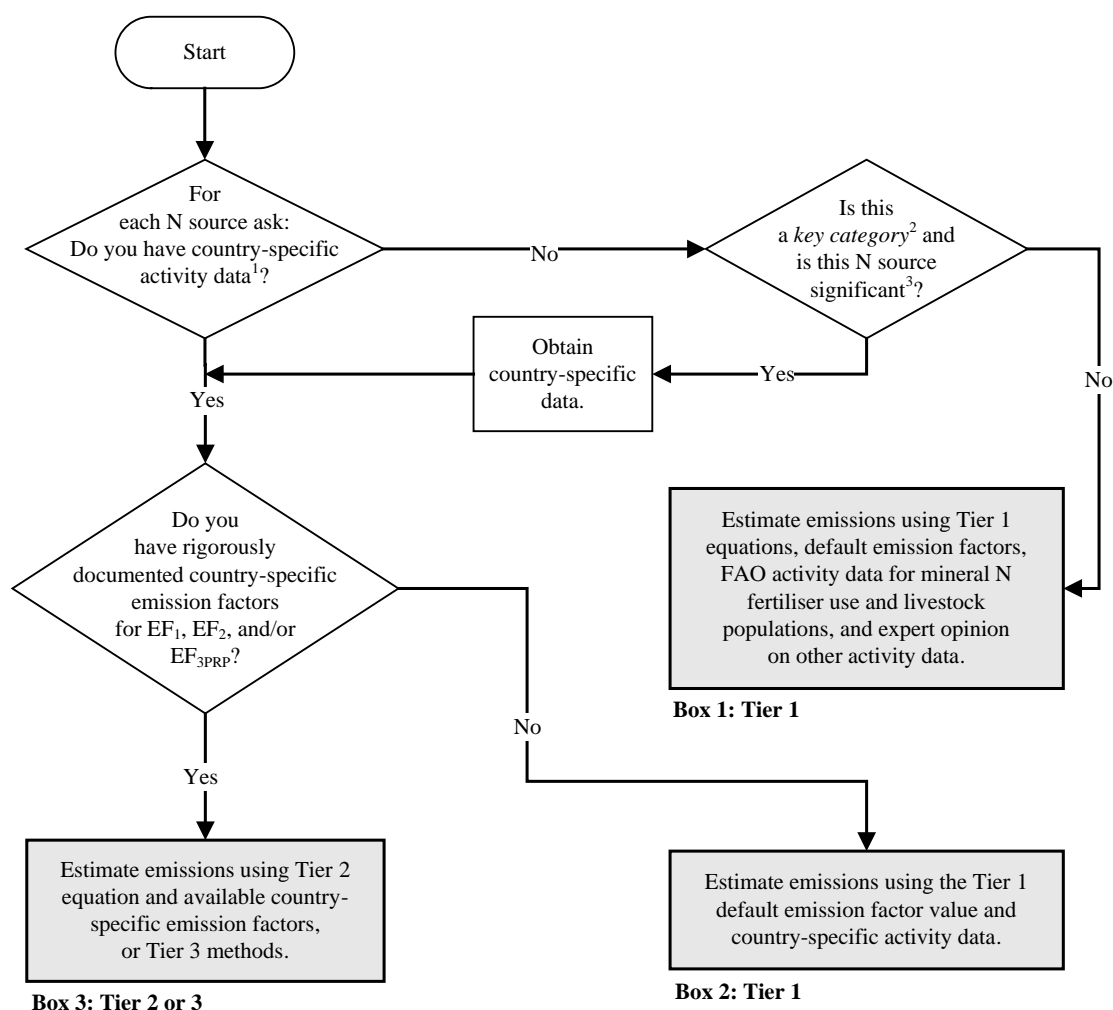 Start
For
each N source ask:
Do you have country-specific
activity data¹?
No
Is this
a key category² and
is this N source
significant³?
Obtain
country-specific
data.
Yes
No
Yes
Do you
have rigorously
documented country-specific
emission factors
for EF₁, EF₂, and/or
EF₃PRP?
Estimate emissions using Tier 1
equations, default emission factors,
FAO activity data for mineral N
fertiliser use and livestock
populations, and expert opinion
on other activity data.
Box 1: Tier 1
No
Yes
Estimate emissions using Tier 2
equation and available country-
specific emission factors,
or Tier 3 methods.
Box 3: Tier 2 or 3
Estimate emissions using the Tier 1
default emission factor value and
country-specific activity data.
Box 2: Tier 1